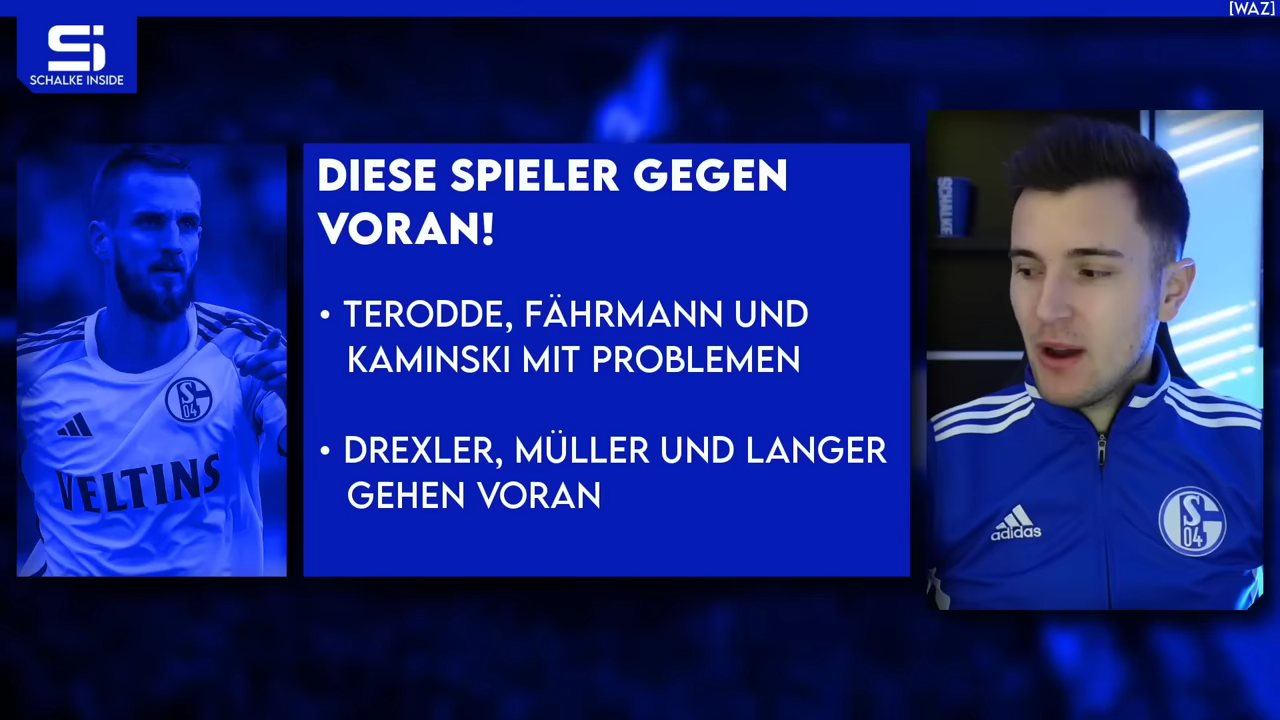 [WAZ]
SCHALKE INSIDE
DIESE SPIELER GEGEN
VORAN!
• TERODDE, FÄHRMANN UND
KAMINSKI MIT PROBLEMEN
• DREXLER, MÜLLER UND LANGER
GEHEN VORAN
S
04
VELTINS
SCHALKE
adidas
S
04